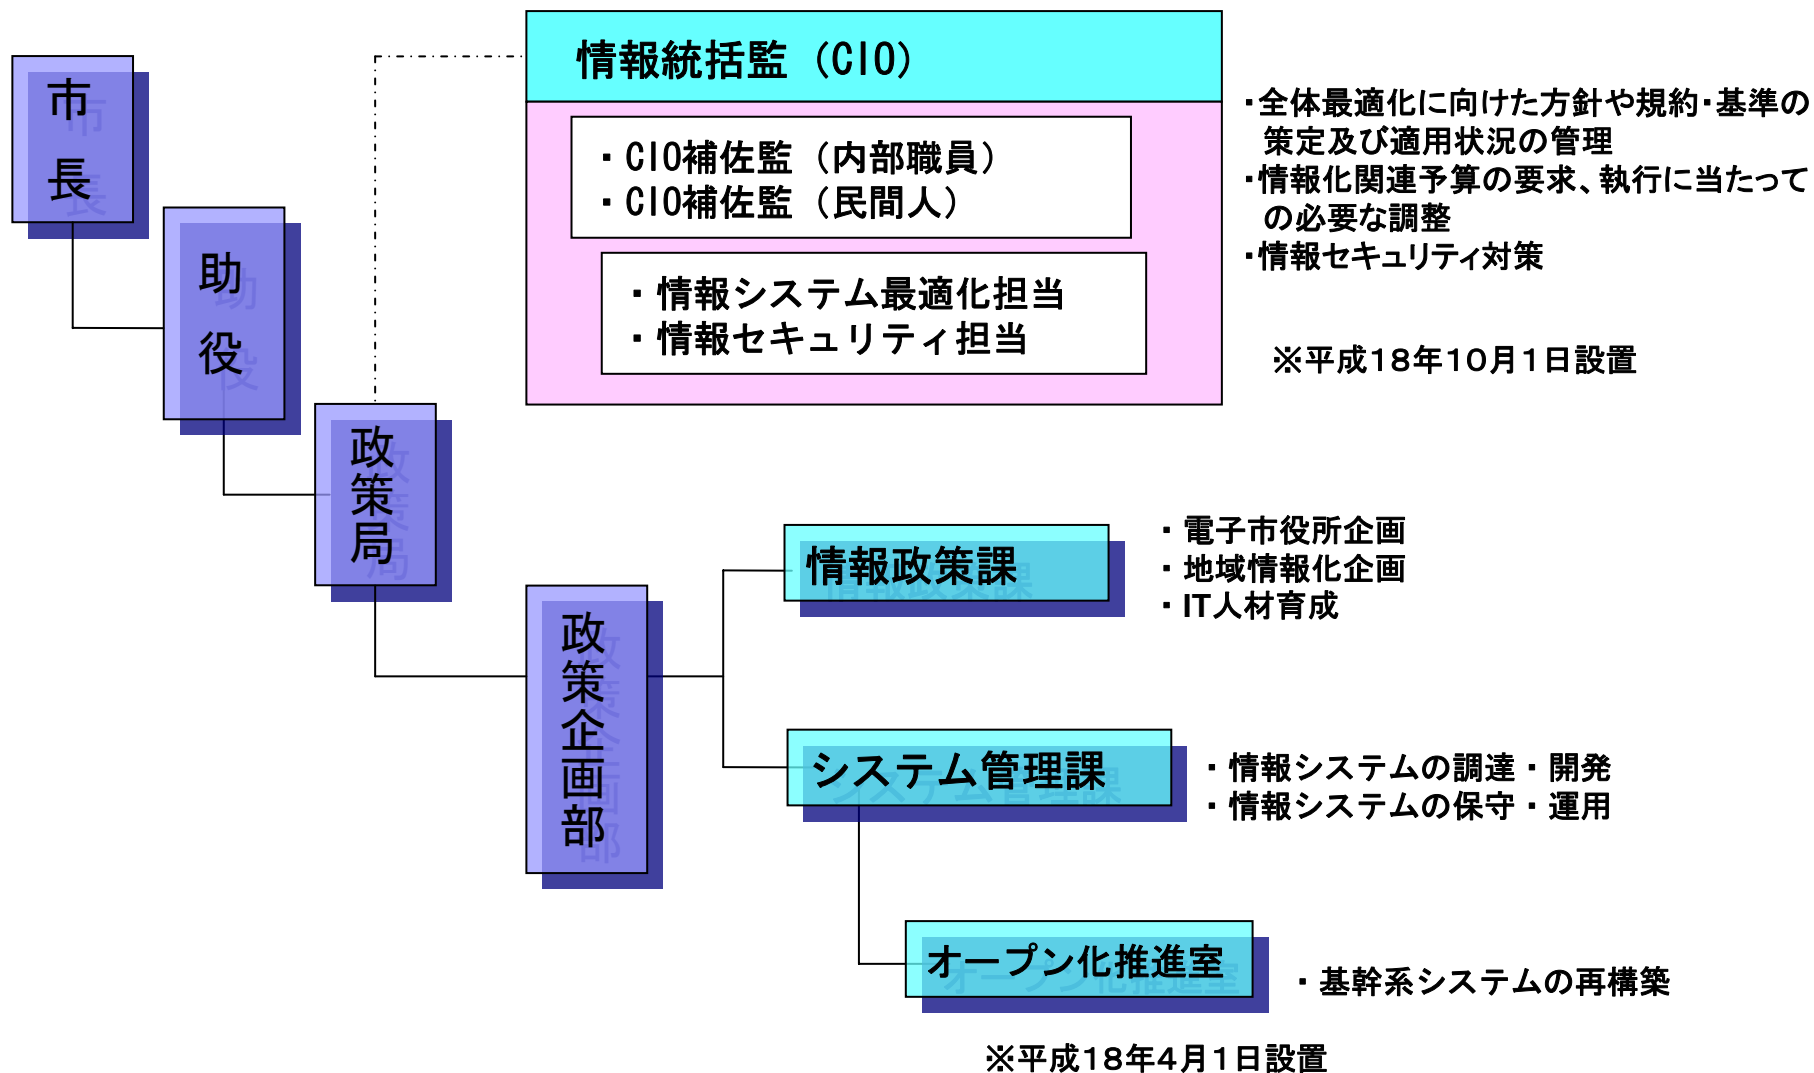 市長
助役
政策局
政策企画部
情報統括監（CIO）
・CIO補佐監（内部職員）
・CIO補佐監（民間人）
・情報システム最適化担当
・情報セキュリティ担当
・全体最適化に向けた方針や規約・基準の
策定及び適用状況の管理
・情報化関連予算の要求、執行に当たって
の必要な調整
・情報セキュリティ対策
※平成１８年１０月１日設置
情報政策課
・電子市役所企画
・地域情報化企画
・IT人材育成
システム管理課
・情報システムの調達・開発
・情報システムの保守・運用
オープン化推進室
・基幹系システムの再構築
※平成１８年４月１日設置